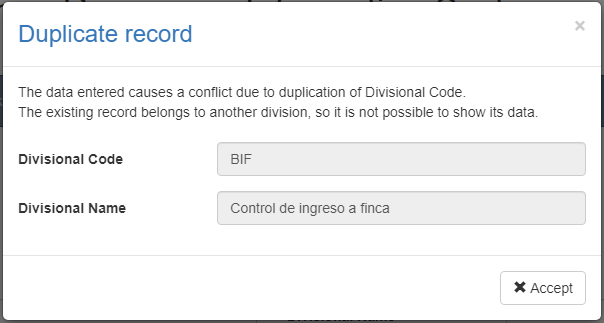 Duplicate record
×
The data entered causes a conflict due to duplication of Divisional Code.
The existing record belongs to another division, so it is not possible to show its data.
Divisional Code BIF
Divisional Name Control de ingreso a finca
✖ Accept